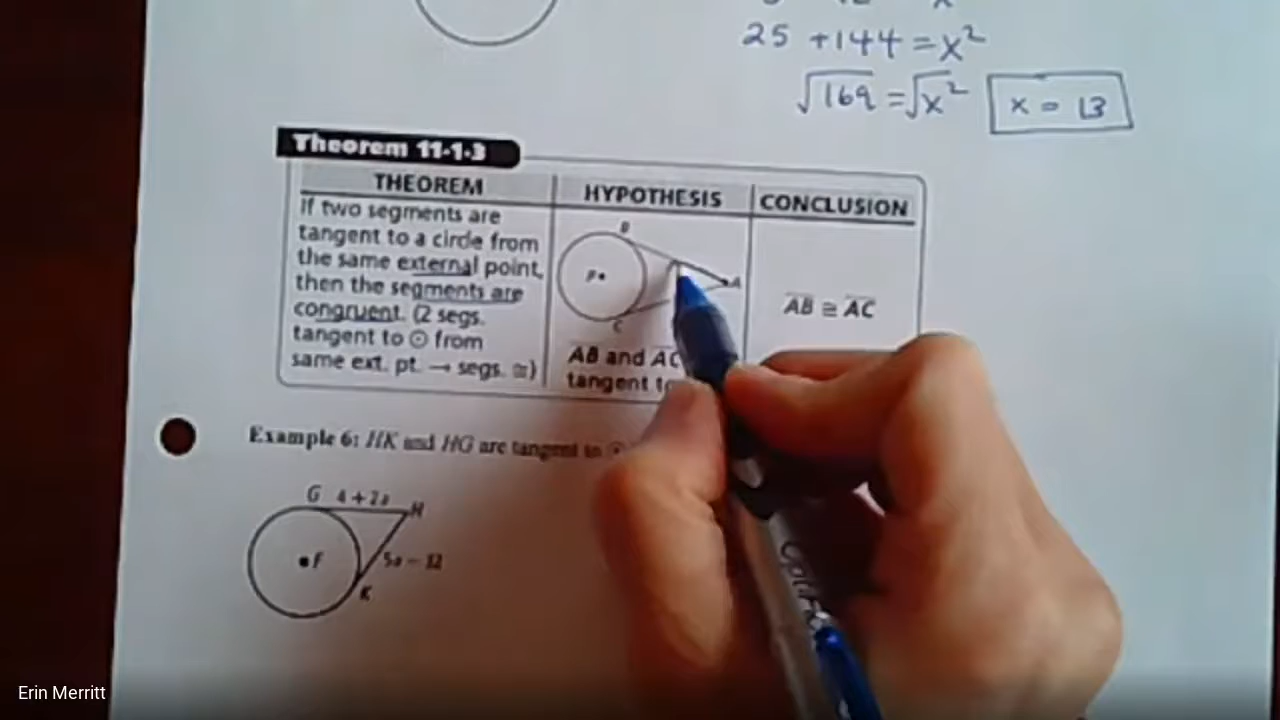 25 + 144 = x²
√169 = √x²
x = 13
Theorem 11-1-3
THEOREM
HYPOTHESIS
CONCLUSION
If two segments are
tangent to a circle from
the same external point,
then the segments are
congruent. (2 segs.
tangent to ⊙ from
same ext. pt. → segs. ≅)
B
P
A
C
AB and AC
tangent to
AB ≅ AC
Example 6: HK and HG are tangent to
G 4 + 2a H
F
5a - 32
K
Erin Merritt